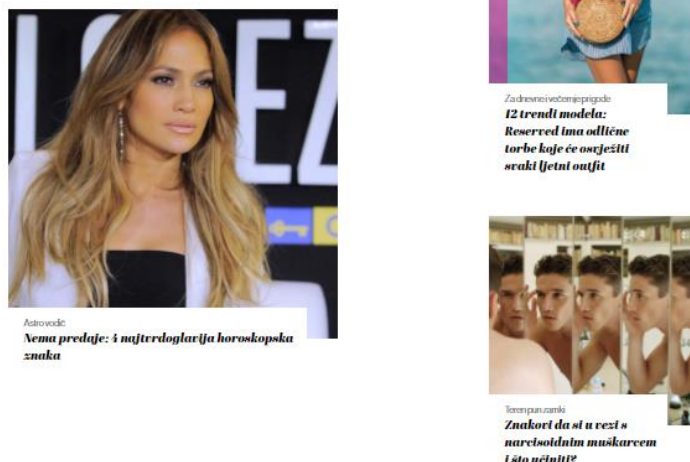 LOPEZ
Astrovodič
Nema predaje: 4 najtvrdoglavija horoskopska
znaka
Za dnevne i večernje prigode
12 trendi modela:
Reserved ima odlične
torbe koje će osvježiti
svaki ljetni outfit
Teren pun zamki
Znakovi da si u vezi s
narcisoidnim muškarcem
i što učiniti?